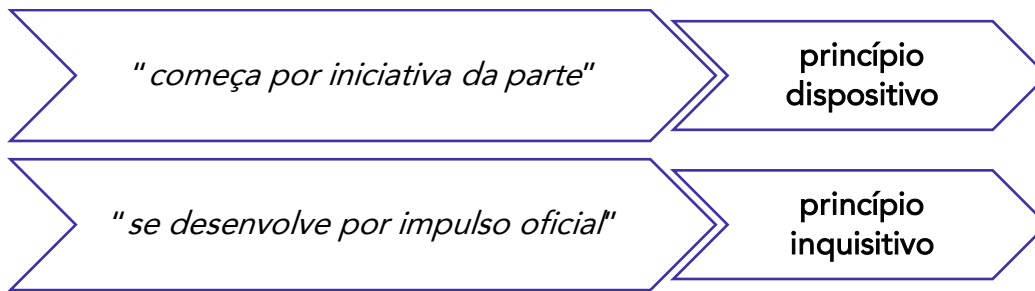 "começa por iniciativa da parte"
princípio
dispositivo
"se desenvolve por impulso oficial"
princípio
inquisitivo